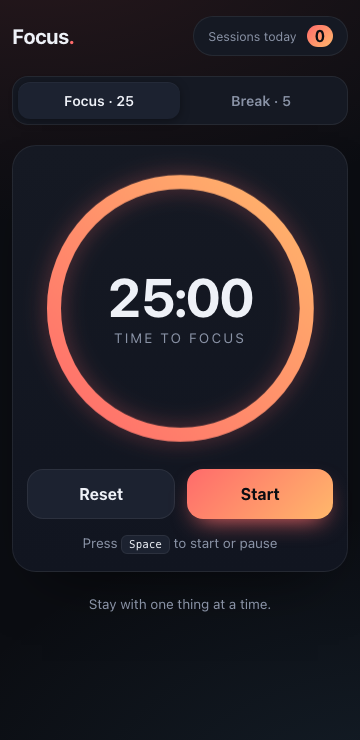 Focus.
Sessions today 0
Focus · 25
Break · 5
25:00
TIME TO FOCUS
Reset
Start
Press Space to start or pause
Stay with one thing at a time.